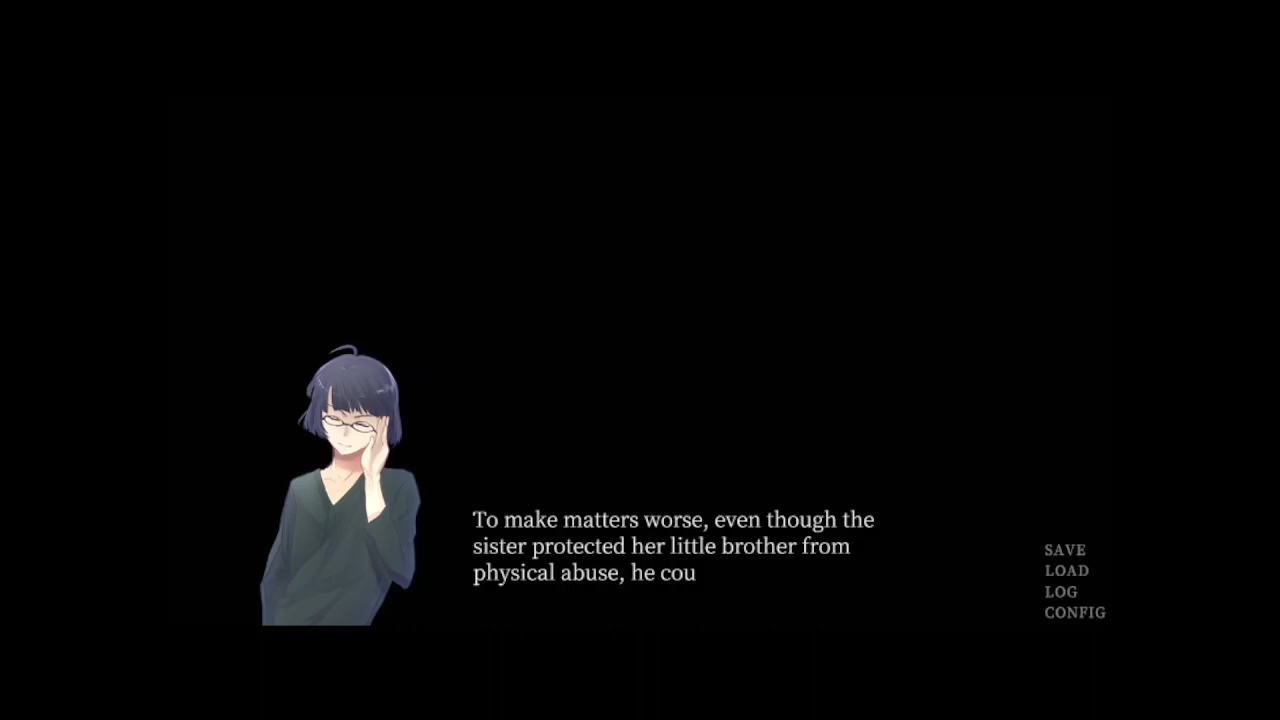 To make matters worse, even though the
sister protected her little brother from
physical abuse, he cou
SAVE
LOAD
LOG
CONFIG